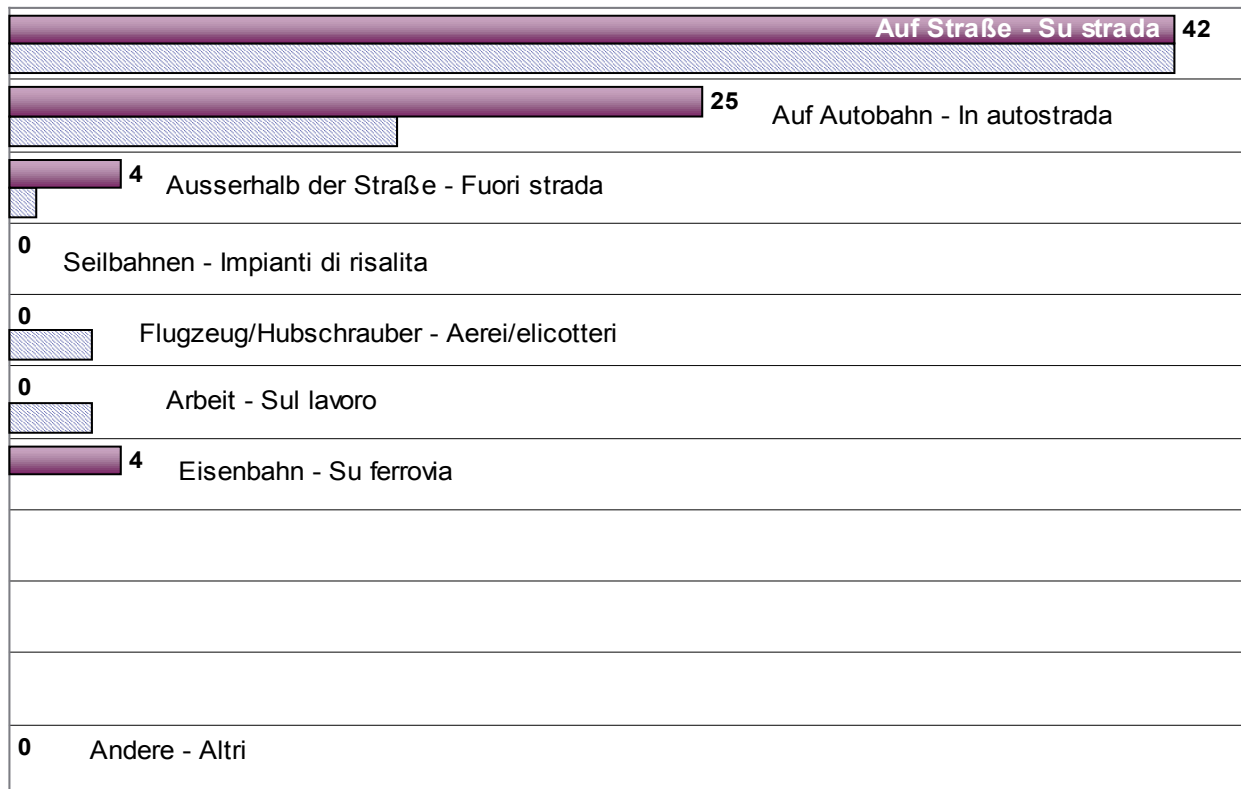 Auf Straße - Su strada 42
25 Auf Autobahn - In autostrada
4 Ausserhalb der Straße - Fuori strada
0
Seilbahnen - Impianti di risalita
0
Flugzeug/Hubschrauber - Aerei/elicotteri
0
Arbeit - Sul lavoro
4 Eisenbahn - Su ferrovia
0 Andere - Altri